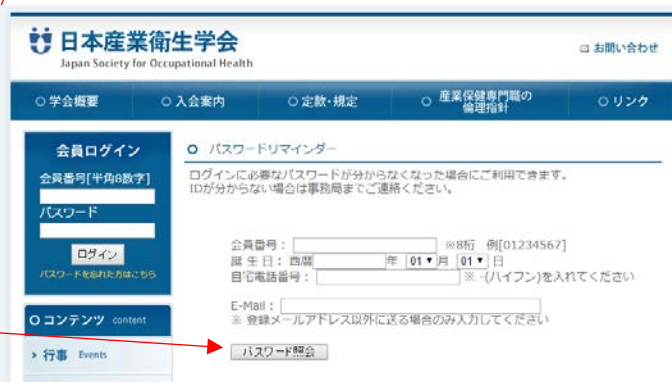 日本産業衛生学会
Japan Society for Occupational Health
お問い合わせ
学会概要
入会案内
定款・規定
産業保健専門職の
倫理指針
リンク
会員ログイン
会員番号[半角8数字]
パスワード
ログイン
パスワードを忘れた方はこちら
コンテンツ content
行事 Events
パスワードリマインダー
ログインに必要なパスワードが分からなくなった場合にご利用できます。
IDが分からない場合は事務局までご連絡ください。
会員番号： ※8桁 例[01234567]
誕生日： 西暦 年 01 月 01 日
自宅電話番号： ※ -(ハイフン)を入れてください
E-Mail：
※ 登録メールアドレス以外に送る場合のみ入力してください
パスワード照会